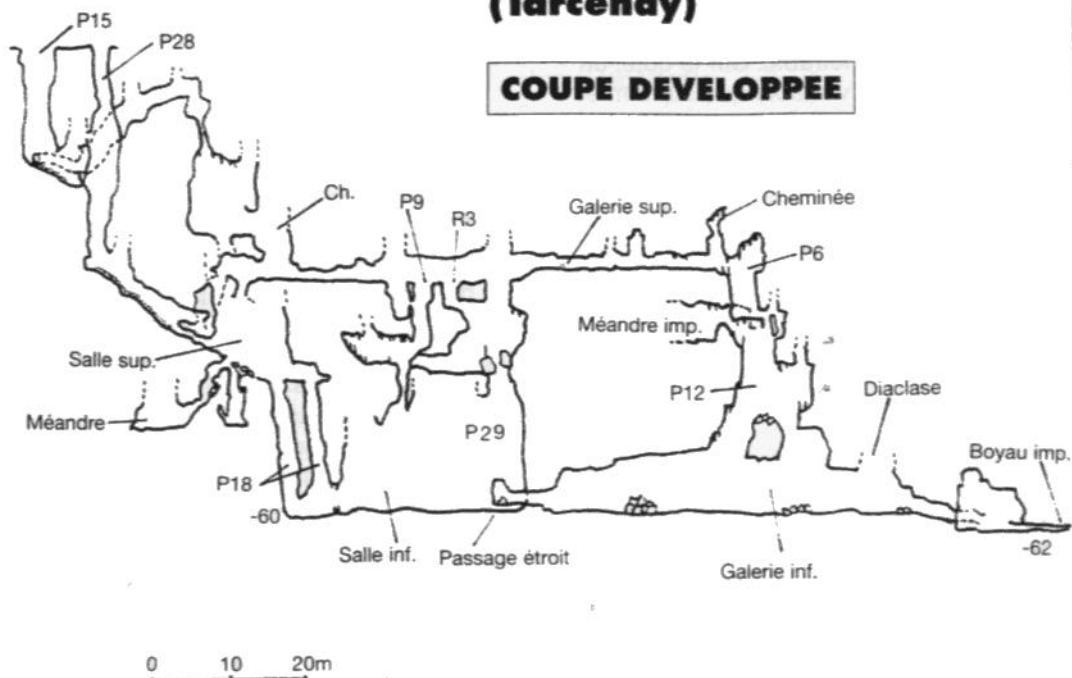 (Tarcenay)
COUPE DEVELOPPEE
P15
P28
Ch.
P9
R3
Galerie sup.
Cheminée
P6
Méandre imp.
Salle sup.
P12
Diaclase
Méandre
P29
Boyau imp.
P18
-60
Salle inf.
Passage étroit
Galerie inf.
-62
0 10 20m